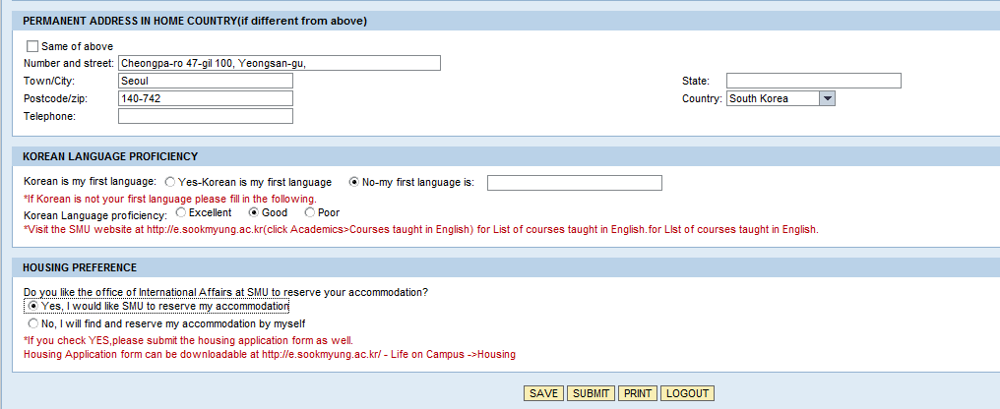 PERMANENT ADDRESS IN HOME COUNTRY(if different from above)
Same of above
Number and street: Cheongpa-ro 47-gil 100, Yeongsan-gu,
Town/City: Seoul State:
Postcode/zip: 140-742 Country: South Korea
Telephone:
KOREAN LANGUAGE PROFICIENCY
Korean is my first language: Yes-Korean is my first language No-my first language is:
*If Korean is not your first language please fill in the following.
Korean Language proficiency: Excellent Good Poor
*Visit the SMU website at http://e.sookmyung.ac.kr(click Academics>Courses taught in English) for List of courses taught in English.for LIst of courses taught in English.
HOUSING PREFERENCE
Do you like the office of International Affairs at SMU to reserve your accommodation?
Yes, I would like SMU to reserve my accommodation
No, I will find and reserve my accommodation by myself
*If you check YES,please submit the housing application form as well.
Housing Application form can be downloadable at http://e.sookmyung.ac.kr/ - Life on Campus ->Housing
SAVE SUBMIT PRINT LOGOUT